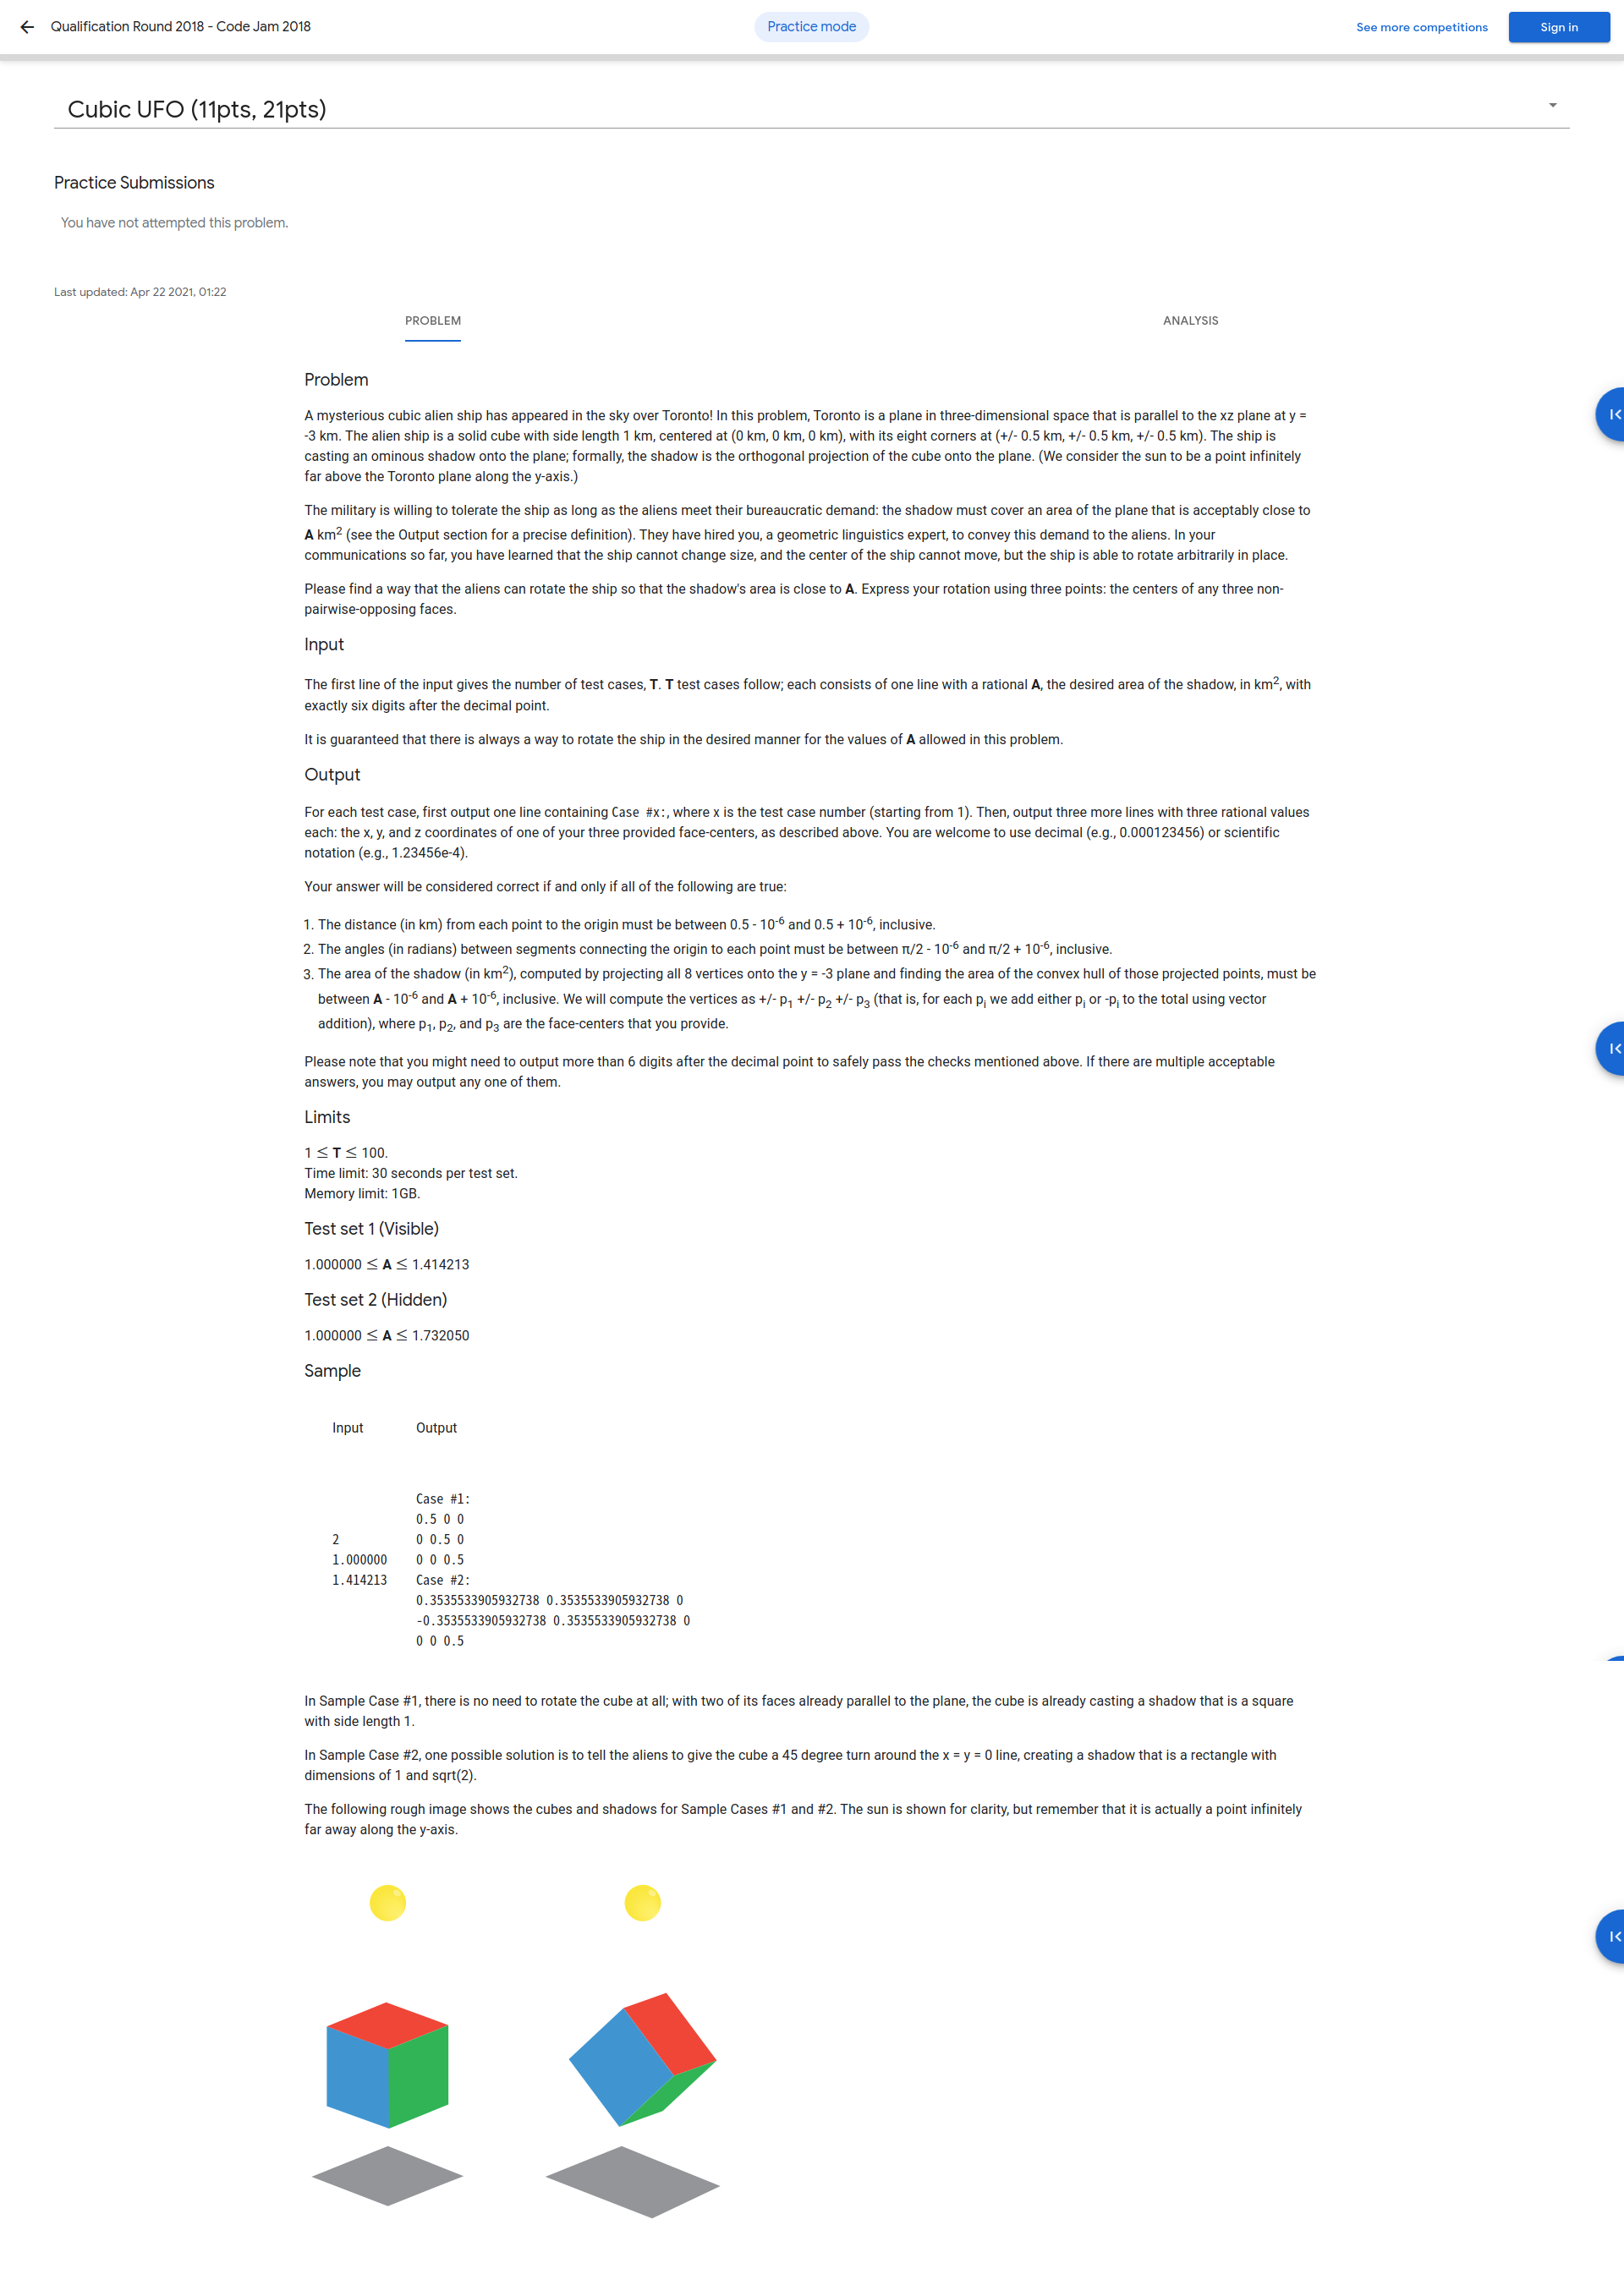 Qualification Round 2018 - Code Jam 2018
Practice mode
See more competitions
Sign in
Cubic UFO (11pts, 21pts)
Practice Submissions
You have not attempted this problem.
Last updated: Apr 22 2021, 01:22
PROBLEM
ANALYSIS
Problem
A mysterious cubic alien ship has appeared in the sky over Toronto! In this problem, Toronto is a plane in three-dimensional space that is parallel to the xz plane at y =
-3 km. The alien ship is a solid cube with side length 1 km, centered at (0 km, 0 km, 0 km), with its eight corners at (+/- 0.5 km, +/- 0.5 km, +/- 0.5 km). The ship is
casting an ominous shadow onto the plane; formally, the shadow is the orthogonal projection of the cube onto the plane. (We consider the sun to be a point infinitely
far above the Toronto plane along the y-axis.)
The military is willing to tolerate the ship as long as the aliens meet their bureaucratic demand: the shadow must cover an area of the plane that is acceptably close to
A km2 (see the Output section for a precise definition). They have hired you, a geometric linguistics expert, to convey this demand to the aliens. In your
communications so far, you have learned that the ship cannot change size, and the center of the ship cannot move, but the ship is able to rotate arbitrarily in place.
Please find a way that the aliens can rotate the ship so that the shadow's area is close to A. Express your rotation using three points: the centers of any three non-
pairwise-opposing faces.
Input
The first line of the input gives the number of test cases, T. T test cases follow; each consists of one line with a rational A, the desired area of the shadow, in km2, with
exactly six digits after the decimal point.
It is guaranteed that there is always a way to rotate the ship in the desired manner for the values of A allowed in this problem.
Output
For each test case, first output one line containing Case #x:, where x is the test case number (starting from 1). Then, output three more lines with three rational values
each: the x, y, and z coordinates of one of your three provided face-centers, as described above. You are welcome to use decimal (e.g., 0.000123456) or scientific
notation (e.g., 1.23456e-4).
Your answer will be considered correct if and only if all of the following are true:
1. The distance (in km) from each point to the origin must be between 0.5 - 10-6 and 0.5 + 10-6, inclusive.
2. The angles (in radians) between segments connecting the origin to each point must be between π/2 - 10-6 and π/2 + 10-6, inclusive.
3. The area of the shadow (in km2), computed by projecting all 8 vertices onto the y = -3 plane and finding the area of the convex hull of those projected points, must be
between A - 10-6 and A + 10-6, inclusive. We will compute the vertices as +/- p1 +/- p2 +/- p3 (that is, for each pi we add either pi or -pi to the total using vector
addition), where p1, p2, and p3 are the face-centers that you provide.
Please note that you might need to output more than 6 digits after the decimal point to safely pass the checks mentioned above. If there are multiple acceptable
answers, you may output any one of them.
Limits
1 ≤ T ≤ 100.
Time limit: 30 seconds per test set.
Memory limit: 1GB.
Test set 1 (Visible)
1.000000 ≤ A ≤ 1.414213
Test set 2 (Hidden)
1.000000 ≤ A ≤ 1.732050
Sample
Input
Output
2
1.000000
1.414213
Case #1:
0.5 0 0
0 0.5 0
0 0 0.5
Case #2:
0.3535533905932738 0.3535533905932738 0
-0.3535533905932738 0.3535533905932738 0
0 0 0.5
In Sample Case #1, there is no need to rotate the cube at all; with two of its faces already parallel to the plane, the cube is already casting a shadow that is a square
with side length 1.
In Sample Case #2, one possible solution is to tell the aliens to give the cube a 45 degree turn around the x = y = 0 line, creating a shadow that is a rectangle with
dimensions of 1 and sqrt(2).
The following rough image shows the cubes and shadows for Sample Cases #1 and #2. The sun is shown for clarity, but remember that it is actually a point infinitely
far away along the y-axis.